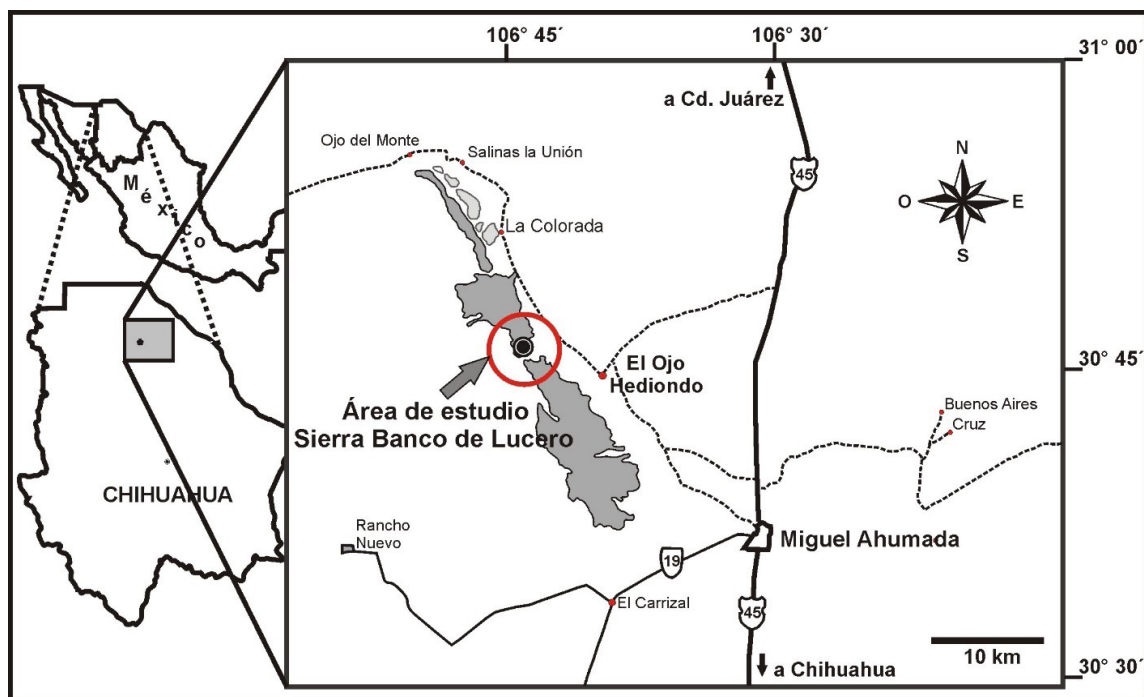 106° 45´
106° 30´
31° 00´
a Cd. Juárez
Ojo del Monte
Salinas la Unión
45
N
O
E
S
México
La Colorada
El Ojo
Hediondo
30° 45´
Área de estudio
Sierra Banco de Lucero
Buenos Aires
Cruz
CHIHUAHUA
Rancho
Nuevo
Miguel Ahumada
19
El Carrizal
45
10 km
a Chihuahua
30° 30´